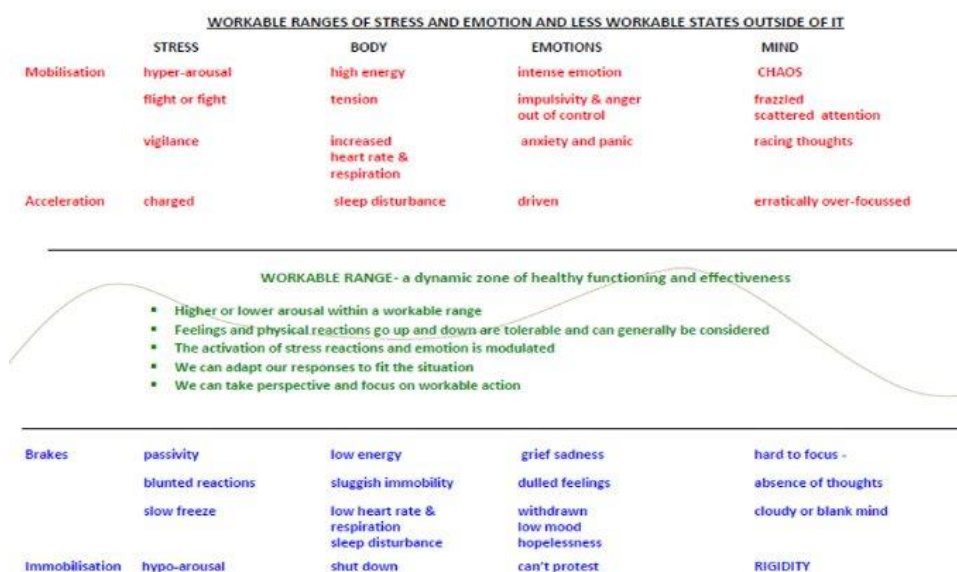 WORKABLE RANGES OF STRESS AND EMOTION AND LESS WORKABLE STATES OUTSIDE OF IT
STRESS BODY EMOTIONS MIND
Mobilisation hyper-arousal high energy intense emotion CHAOS
flight or fight tension impulsivity & anger frazzled
out of control scattered attention
vigilance increased anxiety and panic racing thoughts
heart rate &
respiration
Acceleration charged sleep disturbance driven erratically over-focussed
WORKABLE RANGE- a dynamic zone of healthy functioning and effectiveness
▪ Higher or lower arousal within a workable range
▪ Feelings and physical reactions go up and down are tolerable and can generally be considered
▪ The activation of stress reactions and emotion is modulated
▪ We can adapt our responses to fit the situation
▪ We can take perspective and focus on workable action
Brakes passivity low energy grief sadness hard to focus -
blunted reactions sluggish immobility dulled feelings absence of thoughts
slow freeze low heart rate & withdrawn cloudy or blank mind
respiration low mood
sleep disturbance hopelessness
Immobilisation hypo-arousal shut down can't protest RIGIDITY